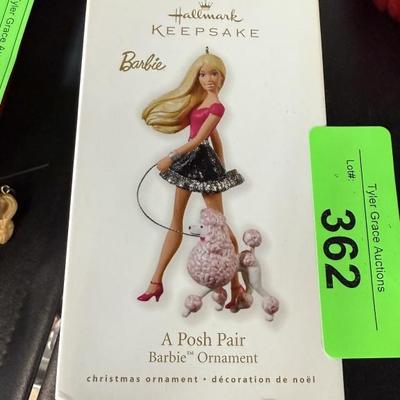 Hallmark
KEEPSAKE
Barbie
A Posh Pair
Barbie™ Ornament
christmas ornament • décoration de noël
Lot#:
362
Tyler Grace Auctions